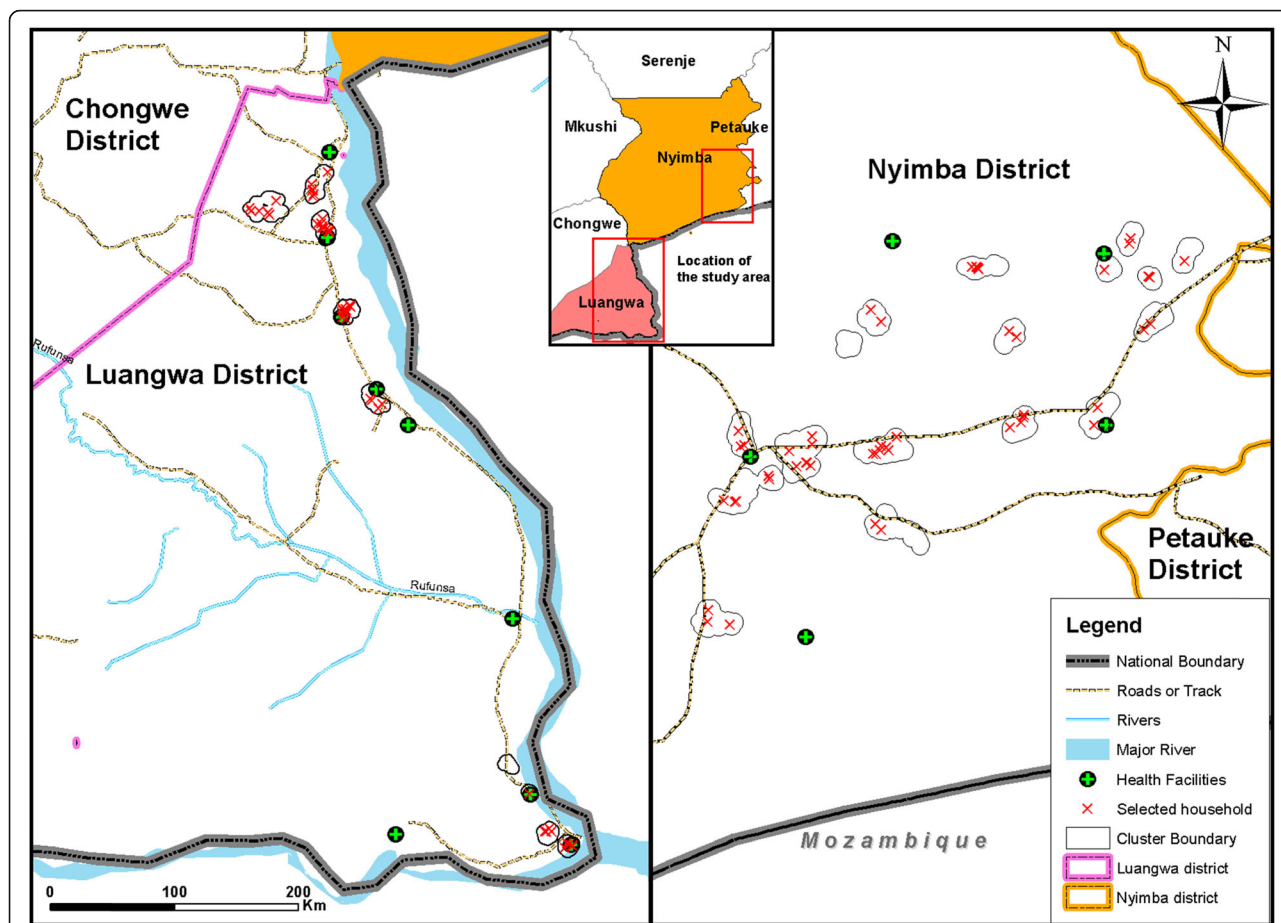 Chongwe
District
Rufunsa
Luangwa District
Rufunsa
0 100 200
Km
Serenje
Mkushi
Petauke
Nyimba
Chongwe
Location of
the study area
Luangwa
N
Nyimba District
Petauke
District
Mozambique
Legend
National Boundary
Roads or Track
Rivers
Major River
Health Facilities
Selected household
Cluster Boundary
Luangwa district
Nyimba district